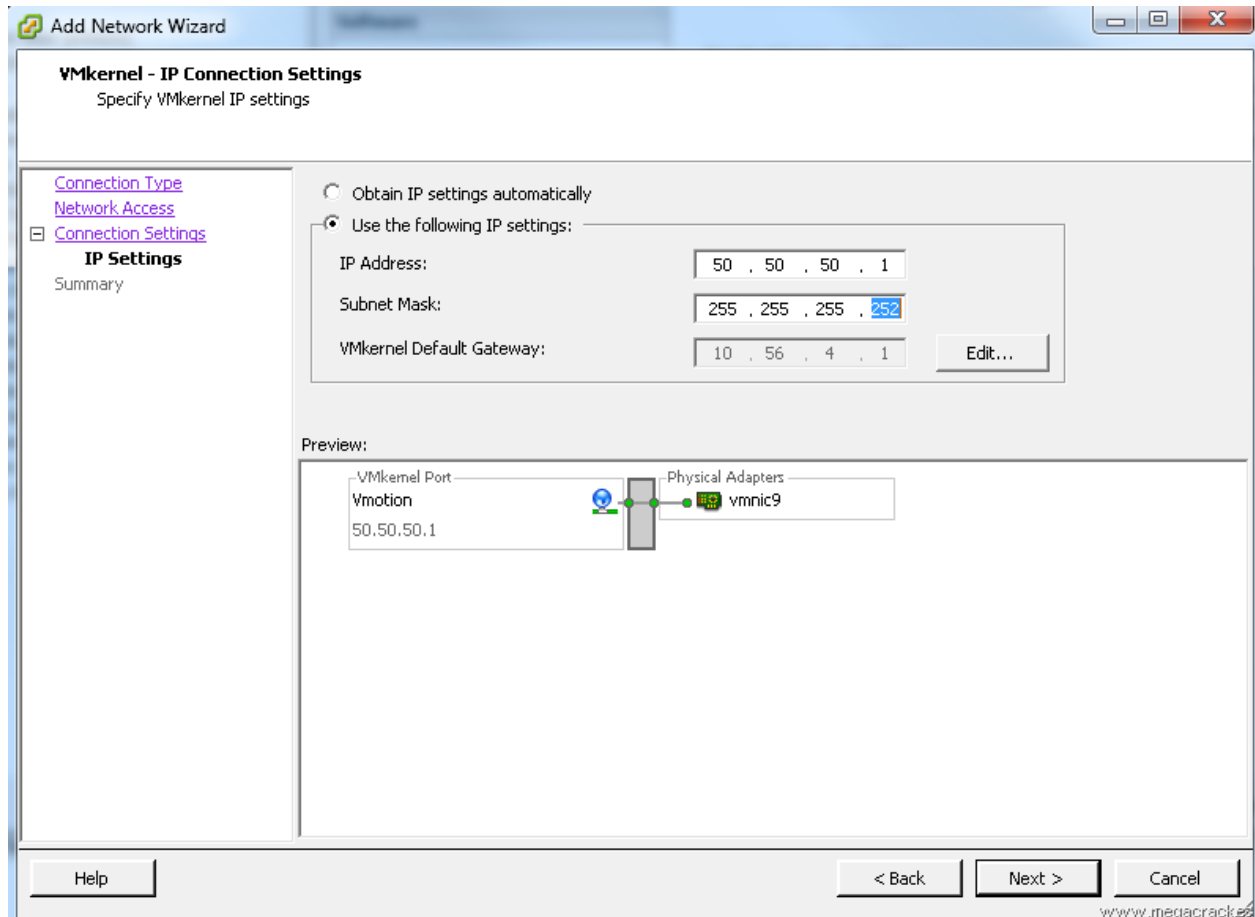 Add Network Wizard
VMkernel - IP Connection Settings
Specify VMkernel IP settings
Connection Type
Network Access
Connection Settings
IP Settings
Summary
Obtain IP settings automatically
Use the following IP settings:
IP Address: 50 . 50 . 50 . 1
Subnet Mask: 255 . 255 . 255 . 252
VMkernel Default Gateway: 10 . 56 . 4 . 1 Edit...
Preview:
VMkernel Port
Vmotion
50.50.50.1
Physical Adapters
vmnic9
Help
< Back
Next >
Cancel